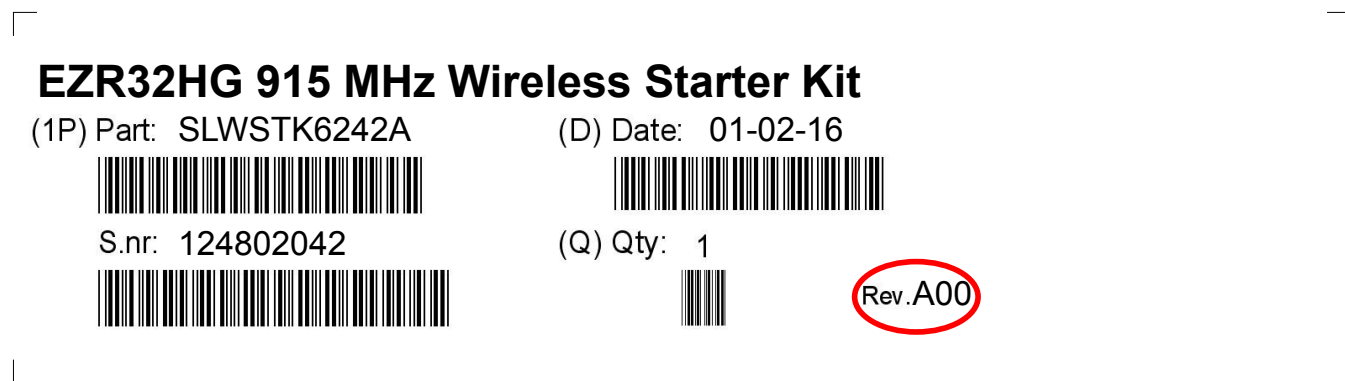 EZR32HG 915 MHz Wireless Starter Kit
(1P) Part: SLWSTK6242A (D) Date: 01-02-16
S.nr: 124802042 (Q) Qty: 1
Rev.A00